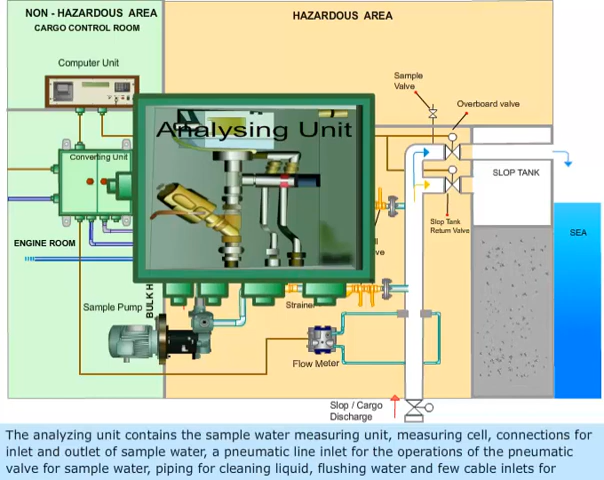 NON - HAZARDOUS AREA
CARGO CONTROL ROOM
HAZARDOUS AREA
Computer Unit
Sample
Valve
Overboard valve
Analysing Unit
Converting Unit
SLOP TANK
Slop Tank
Return Valve
SEA
ENGINE ROOM
BULK H
Sample Pump
Strainer
Flow Meter
Slop / Cargo
Discharge
The analyzing unit contains the sample water measuring unit, measuring cell, connections for
inlet and outlet of sample water, a pneumatic line inlet for the operations of the pneumatic
valve for sample water, piping for cleaning liquid, flushing water and few cable inlets for